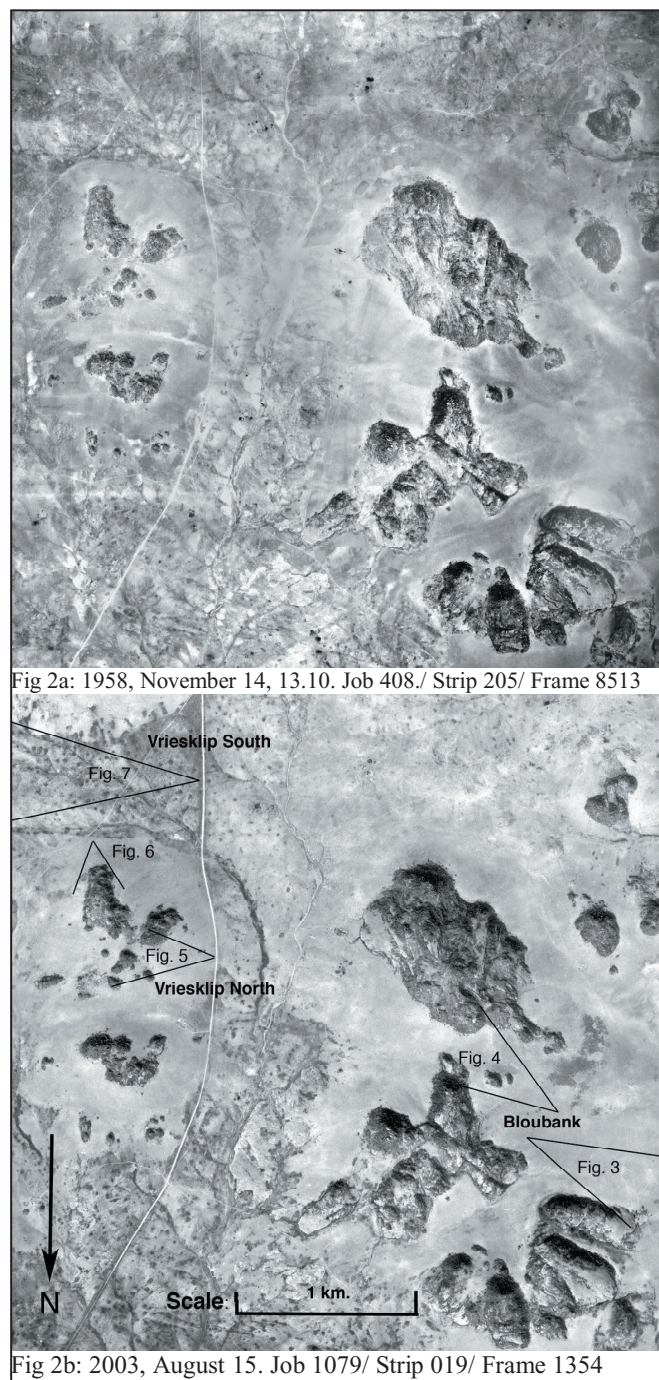 Fig 2a: 1958, November 14, 13.10. Job 408./ Strip 205/ Frame 8513
Vriesklip South
Fig. 7
Fig. 6
Fig. 5
Vriesklip North
Fig. 4
Bloubank
Fig. 3
N
Scale:
1 km.
Fig 2b: 2003, August 15. Job 1079/ Strip 019/ Frame 1354